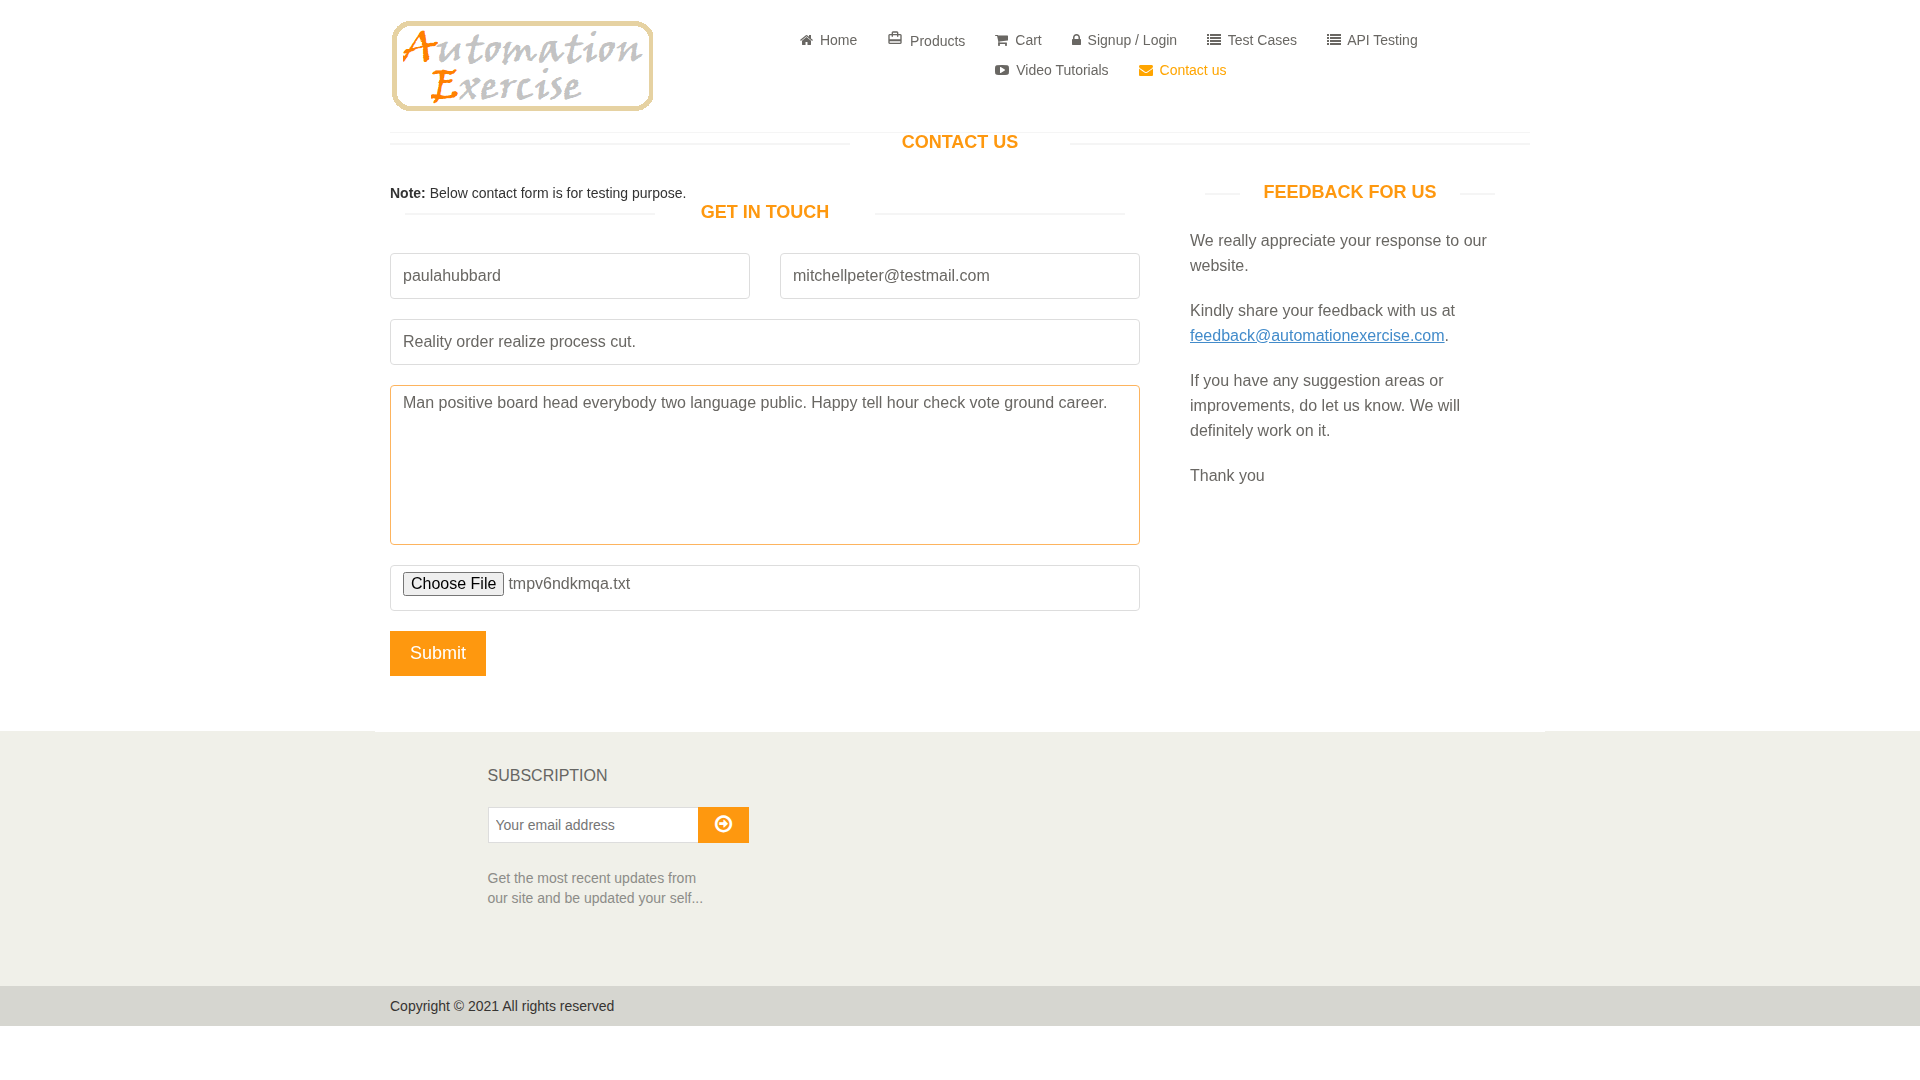 Automation
Exercise
Home
Products
Cart
Signup / Login
Test Cases
API Testing
Video Tutorials
Contact us
CONTACT US
Note: Below contact form is for testing purpose.
GET IN TOUCH
paulahubbard
mitchellpeter@testmail.com
Reality order realize process cut.
Man positive board head everybody two language public. Happy tell hour check vote ground career.
Choose File tmpv6ndkmqa.txt
Submit
FEEDBACK FOR US
We really appreciate your response to our
website.
Kindly share your feedback with us at
feedback@automationexercise.com.
If you have any suggestion areas or
improvements, do let us know. We will
definitely work on it.
Thank you
SUBSCRIPTION
Your email address
Get the most recent updates from
our site and be updated your self...
Copyright © 2021 All rights reserved